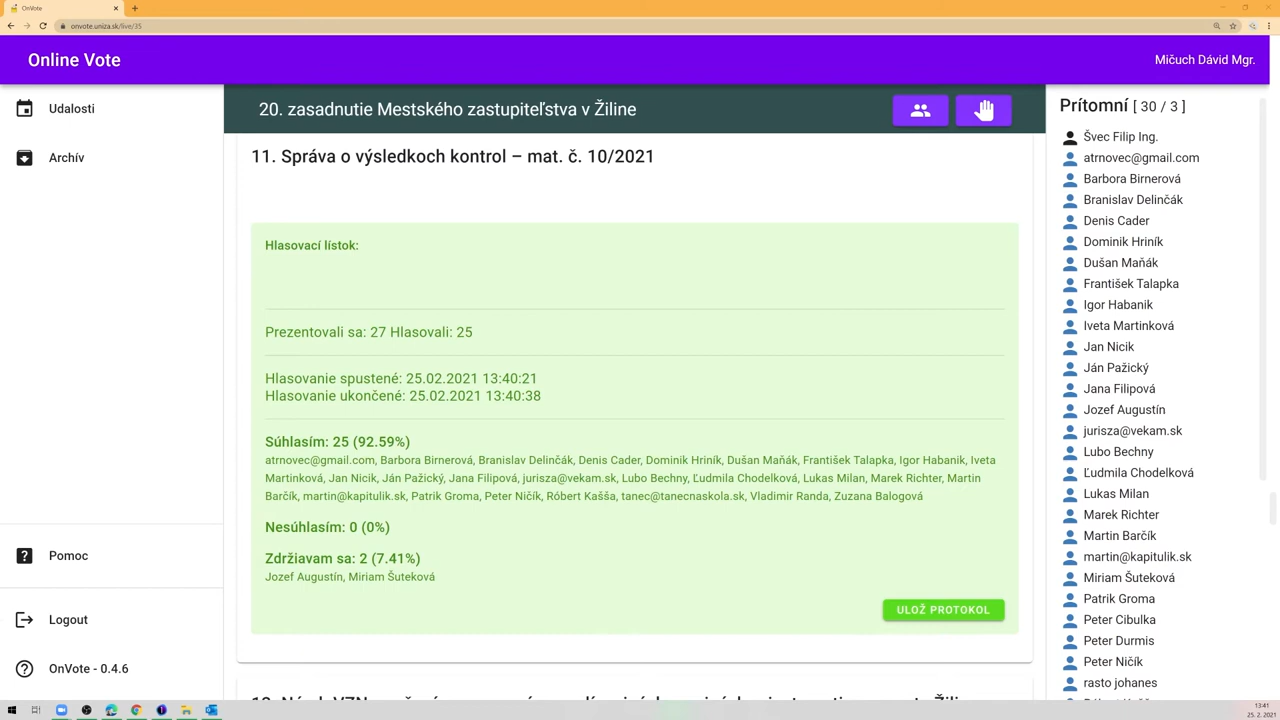 OnVote
onvote.uniza.sk/live/35
Online Vote
Mičuch Dávid Mgr.
Udalosti
Archív
Pomoc
Logout
OnVote - 0.4.6
20. zasadnutie Mestského zastupiteľstva v Žiline
11. Správa o výsledkoch kontrol – mat. č. 10/2021
Hlasovací lístok:
Prezentovali sa: 27 Hlasovali: 25
Hlasovanie spustené: 25.02.2021 13:40:21
Hlasovanie ukončené: 25.02.2021 13:40:38
Súhlasím: 25 (92.59%)
atrnovec@gmail.com, Barbora Birnerová, Branislav Delinčák, Denis Cader, Dominik Hriník, Dušan Maňák, František Talapka, Igor Habanik, Iveta
Martinková, Jan Nicik, Ján Pažický, Jana Filipová, jurisza@vekam.sk, Lubo Bechny, Ľudmila Chodelková, Lukas Milan, Marek Richter, Martin
Barčík, martin@kapitulik.sk, Patrik Groma, Peter Ničík, Róbert Kašša, tanec@tanecnaskola.sk, Vladimir Randa, Zuzana Balogová
Nesúhlasím: 0 (0%)
Zdržiavam sa: 2 (7.41%)
Jozef Augustín, Miriam Šuteková
ULOŽ PROTOKOL
Prítomní [ 30 / 3 ]
Švec Filip Ing.
atrnovec@gmail.com
Barbora Birnerová
Branislav Delinčák
Denis Cader
Dominik Hriník
Dušan Maňák
František Talapka
Igor Habanik
Iveta Martinková
Jan Nicik
Ján Pažický
Jana Filipová
Jozef Augustín
jurisza@vekam.sk
Lubo Bechny
Ľudmila Chodelková
Lukas Milan
Marek Richter
Martin Barčík
martin@kapitulik.sk
Miriam Šuteková
Patrik Groma
Peter Cibulka
Peter Durmis
Peter Ničík
rasto johanes
13:41
25. 2. 2021